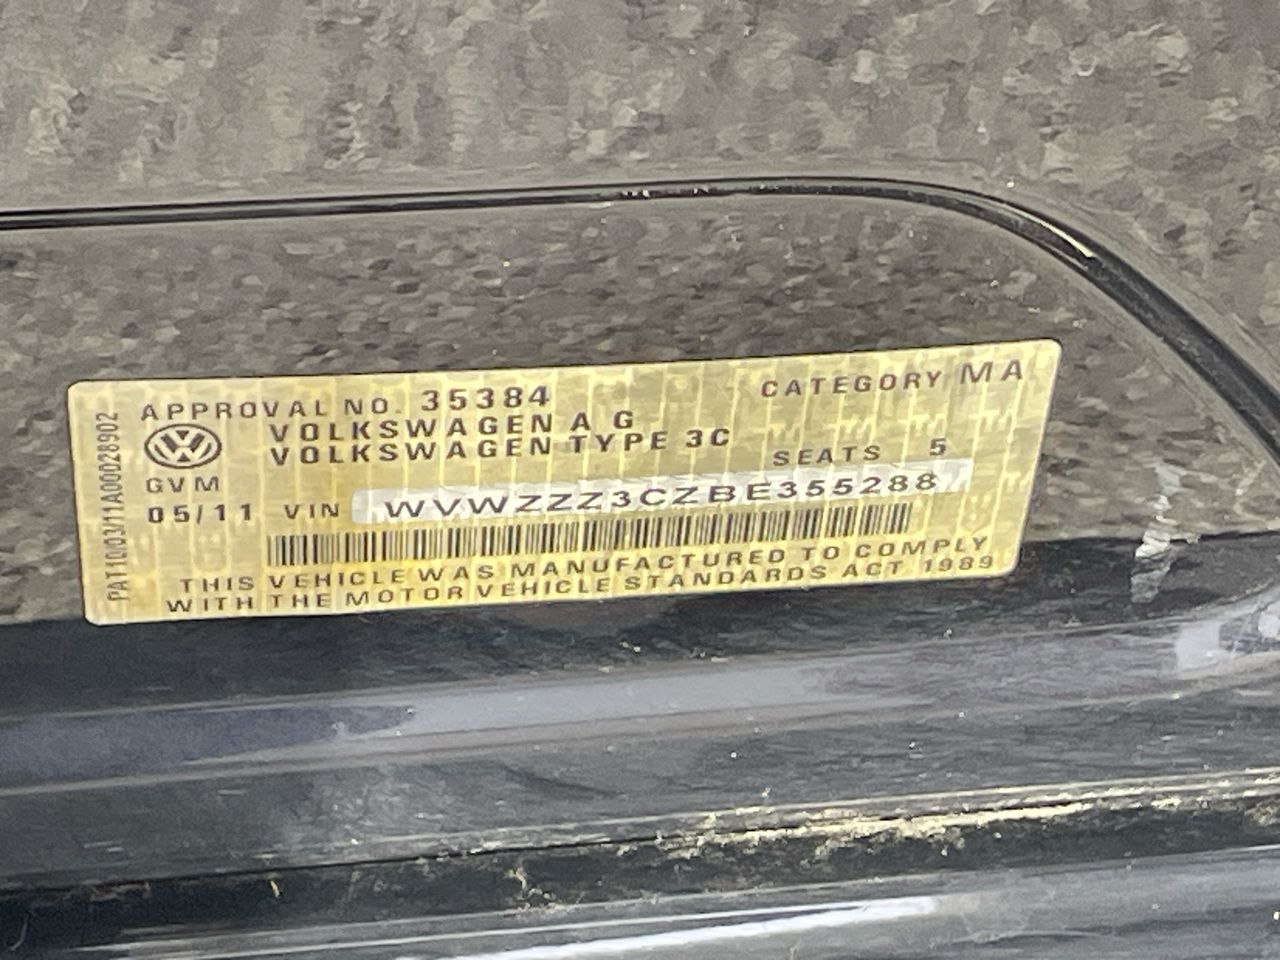 APPROVAL NO. 35384
CATEGORY MA
VOLKSWAGEN A G
VOLKSWAGEN TYPE 3C
SEATS 5
GVM
05/11 VIN WVWZZZ3CZBE355288
THIS VEHICLE WAS MANUFACTURED TO COMPLY
WITH THE MOTOR VEHICLE STANDARDS ACT 1989
PAT10/03/11A00028902